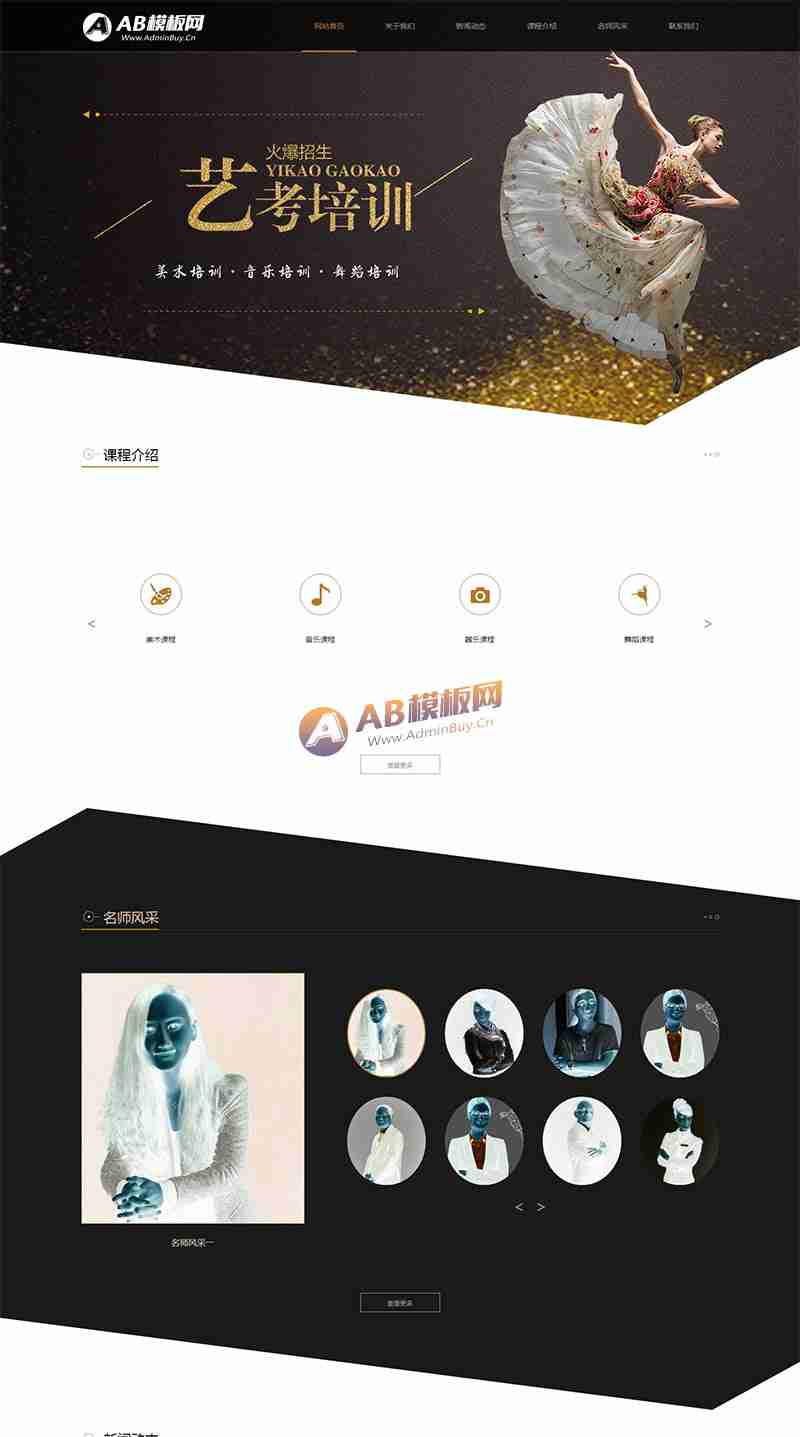 AB模板网
Www.AdminBuy.Cn
网站首页 关于我们 新闻动态 课程介绍 名师风采 联系我们
火爆招生
YIKAO GAOKAO
艺考培训
美术培训·音乐培训·舞蹈培训
课程介绍
< >
美术课程 音乐课程 器乐课程 舞蹈课程
AB模板网
Www.AdminBuy.Cn
查看更多
名师风采
< >
名师风采一
查看更多